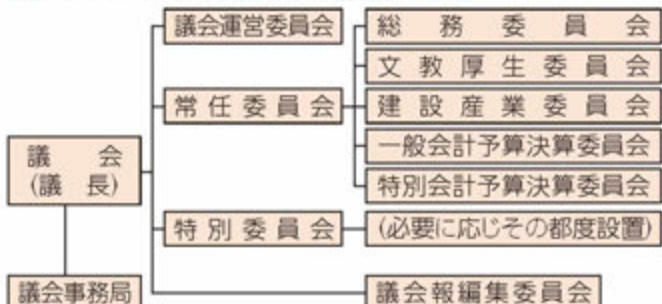 議会運営委員会
総務委員会
文教厚生委員会
常任委員会
建設産業委員会
一般会計予算決算委員会
特別会計予算決算委員会
議会
(議長)
特別委員会
(必要に応じその都度設置)
議会事務局
議会報編集委員会